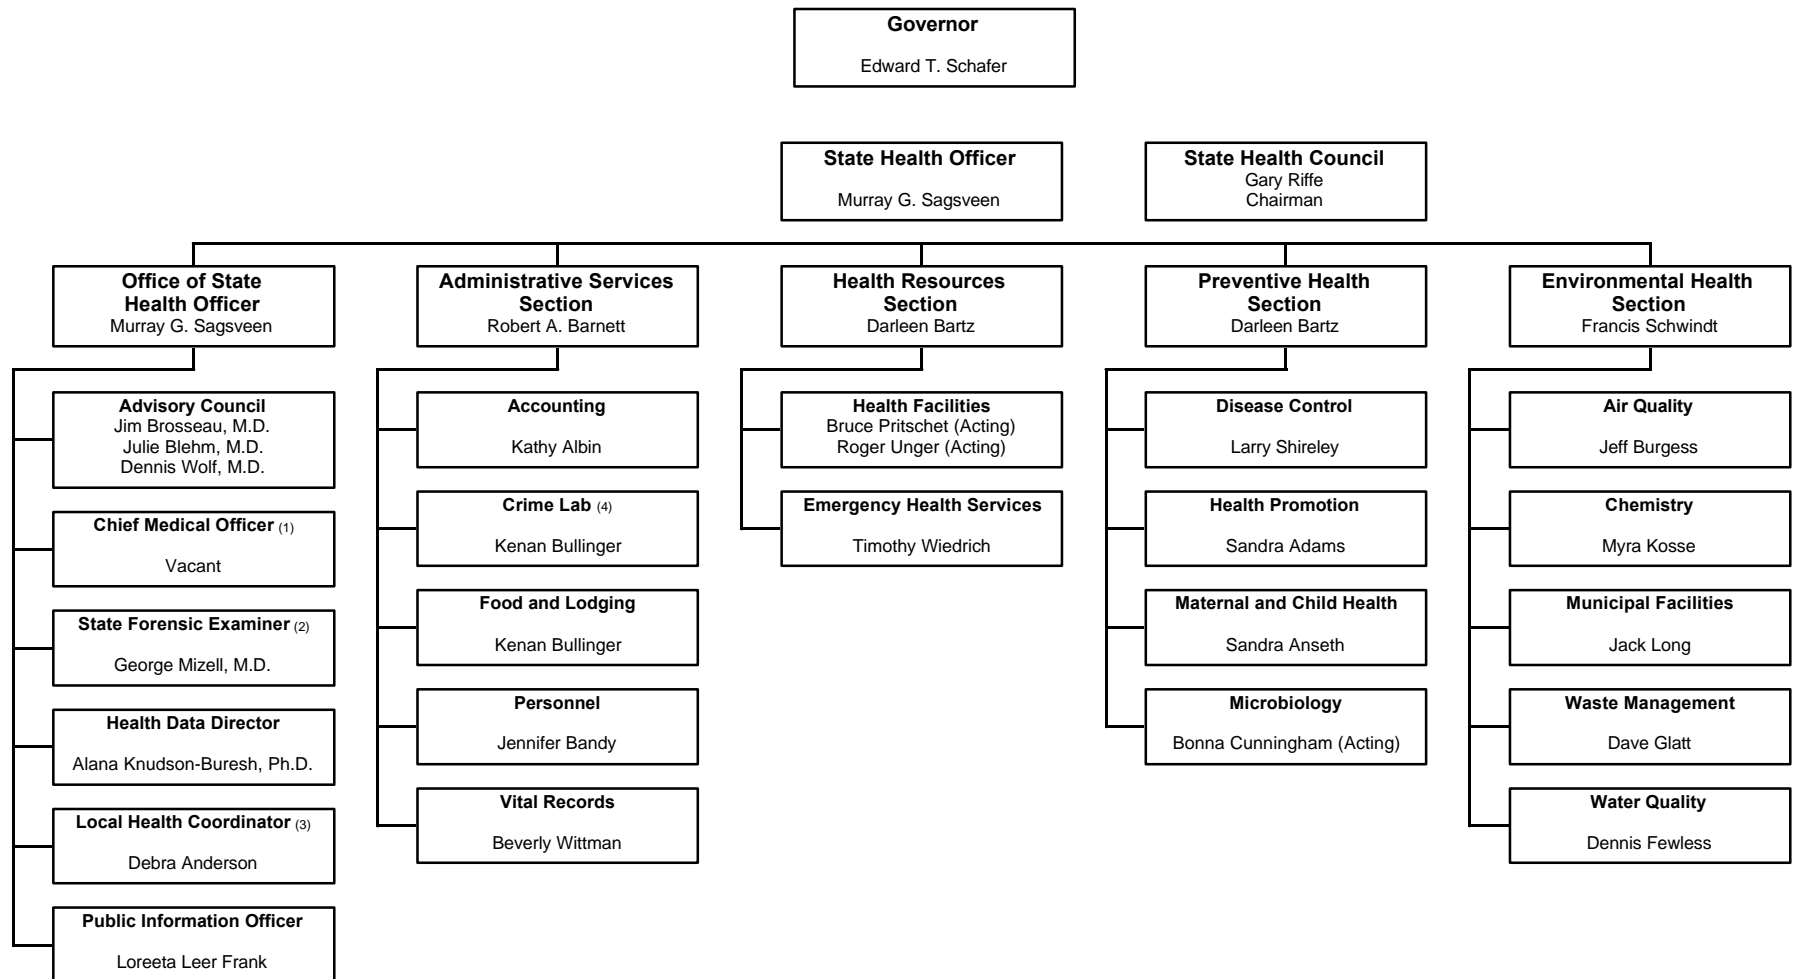 Governor
Edward T. Schafer
State Health Officer
Murray G. Sagsveen
State Health Council
Gary Riffe
Chairman
Office of State
Health Officer
Murray G. Sagsveen
Advisory Council
Jim Brosseau, M.D.
Julie Blehm, M.D.
Dennis Wolf, M.D.
Chief Medical Officer (1)
Vacant
State Forensic Examiner (2)
George Mizell, M.D.
Health Data Director
Alana Knudson-Buresh, Ph.D.
Local Health Coordinator (3)
Debra Anderson
Public Information Officer
Loreeta Leer Frank
Administrative Services
Section
Robert A. Barnett
Accounting
Kathy Albin
Crime Lab (4)
Kenan Bullinger
Food and Lodging
Kenan Bullinger
Personnel
Jennifer Bandy
Vital Records
Beverly Wittman
Health Resources
Section
Darleen Bartz
Health Facilities
Bruce Pritschet (Acting)
Roger Unger (Acting)
Emergency Health Services
Timothy Wiedrich
Preventive Health
Section
Darleen Bartz
Disease Control
Larry Shireley
Health Promotion
Sandra Adams
Maternal and Child Health
Sandra Anseth
Microbiology
Bonna Cunningham (Acting)
Environmental Health
Section
Francis Schwindt
Air Quality
Jeff Burgess
Chemistry
Myra Kosse
Municipal Facilities
Jack Long
Waste Management
Dave Glatt
Water Quality
Dennis Fewless